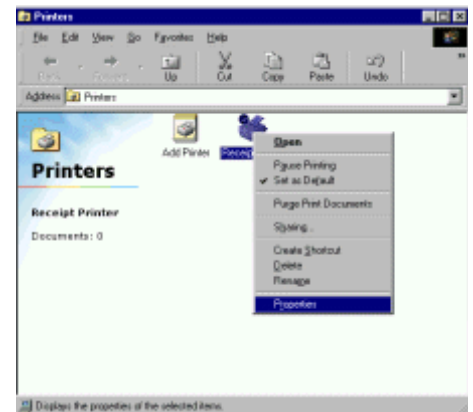 Printers
File Edit View Go Favorites Help
Back Forward Up Cut Copy Paste Undo
Address Printers
Printers
Receipt Printer
Documents: 0
Add Printer
Open
Pause Printing
Set as Default
Purge Print Documents
Sharing...
Create Shortcut
Delete
Rename
Properties
Displays the properties of the selected items.